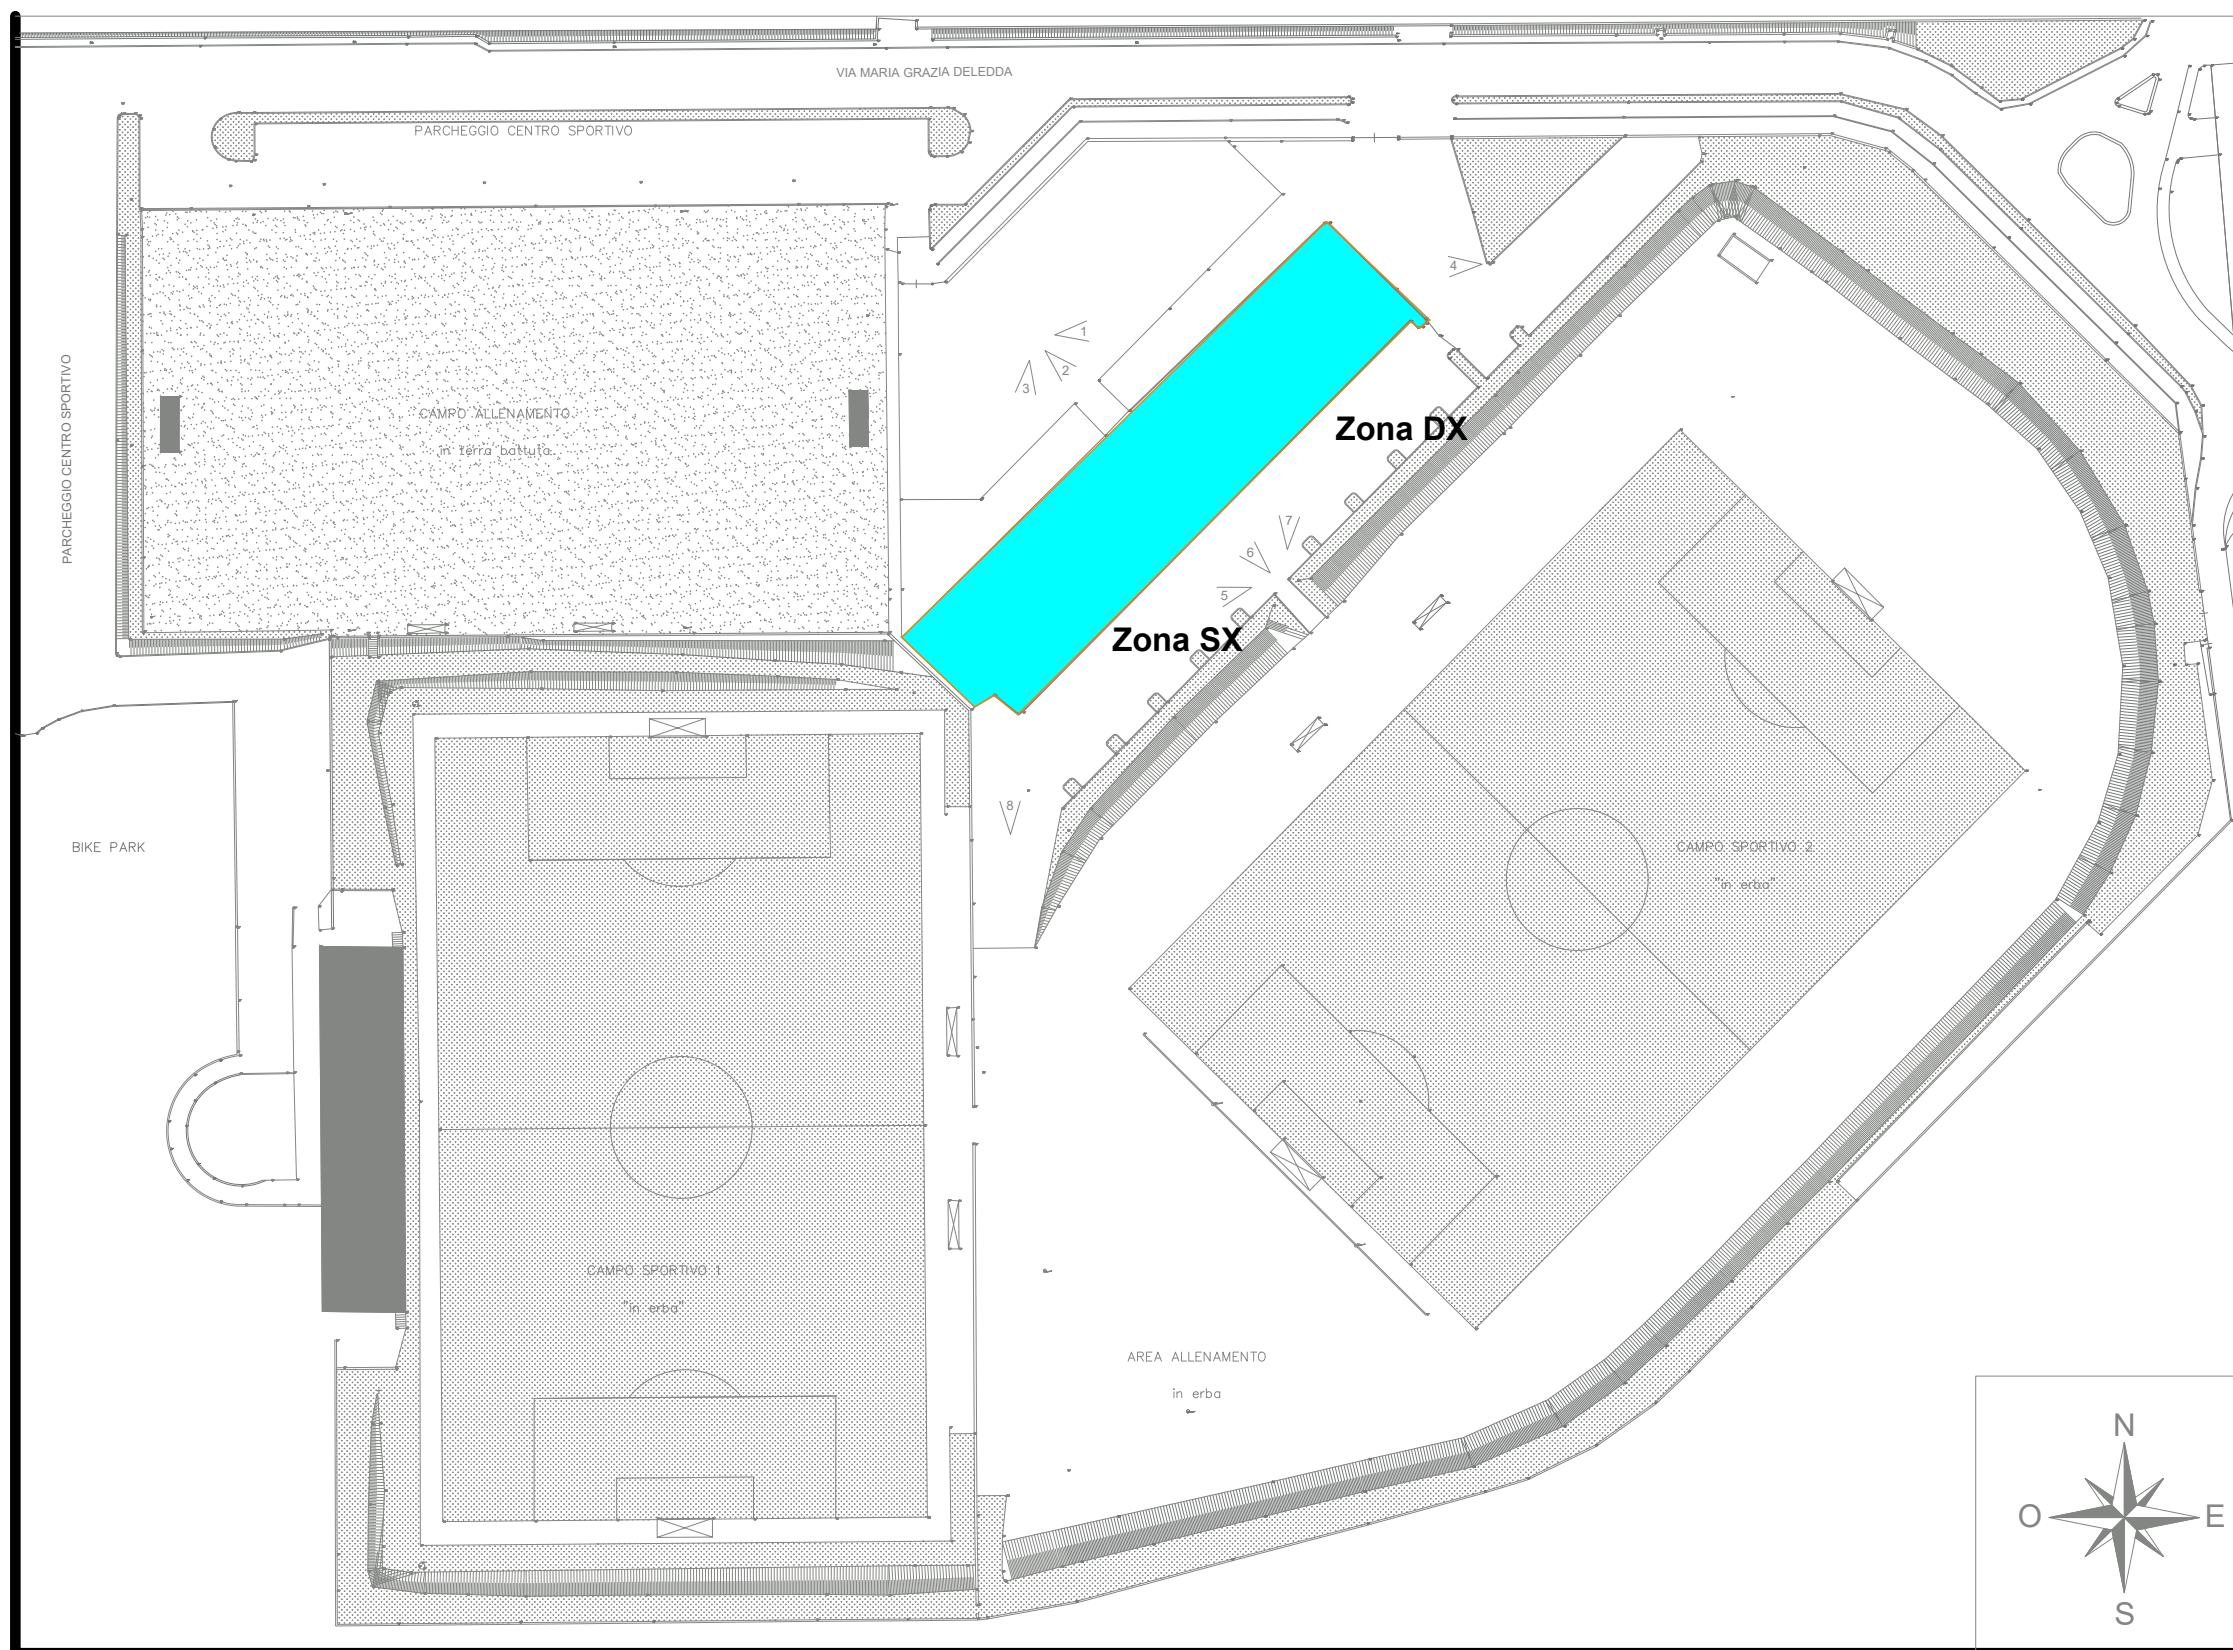 VIA MARIA GRAZIA DELEDDA
PARCHEGGIO CENTRO SPORTIVO
4
1
2
3
PARCHEGGIO CENTRO SPORTIVO
CAMPO ALLENAMENTO
in terra battuta
Zona DX
7
6
5
Zona SX
8
BIKE PARK
CAMPO SPORTIVO 2
"in erba"
CAMPO SPORTIVO 1
"in erba"
AREA ALLENAMENTO
in erba
N
O
E
S